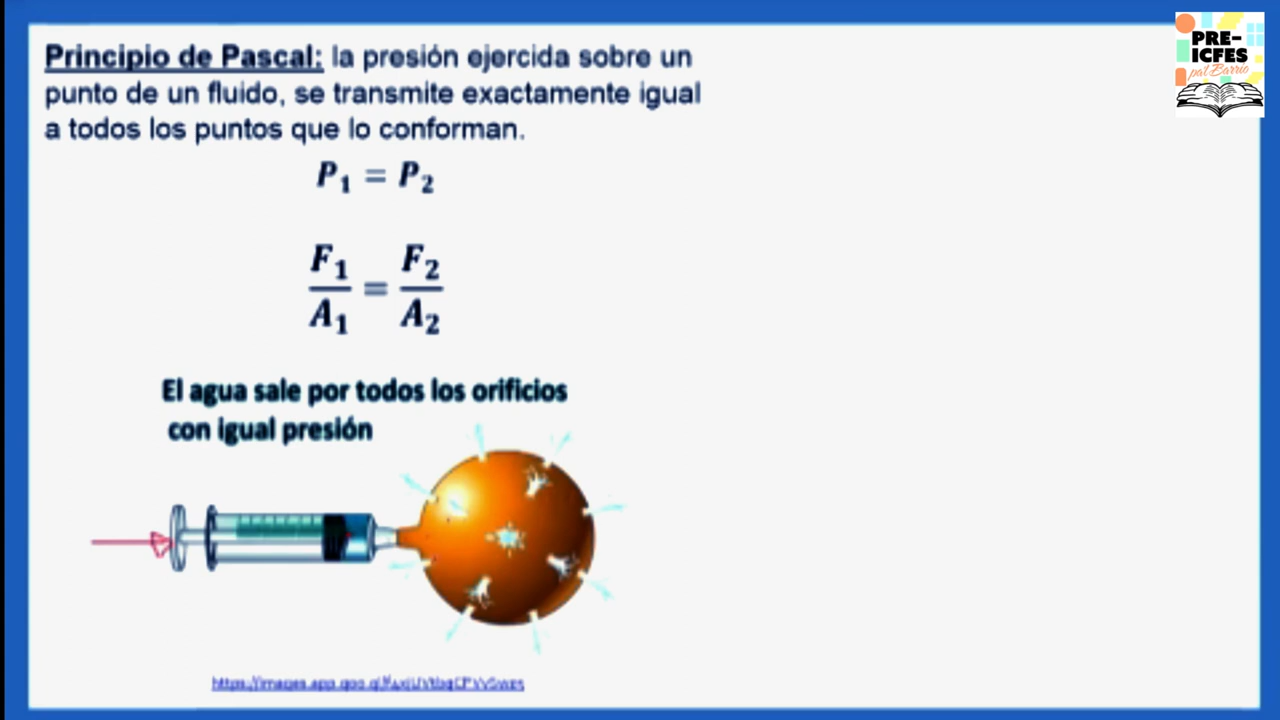 Principio de Pascal: la presión ejercida sobre un
punto de un fluido, se transmite exactamente igual
a todos los puntos que lo conforman.
P₁ = P₂
F₁/A₁ = F₂/A₂
El agua sale por todos los orificios
con igual presión
PRE-
ICFES
pa'l Barrio